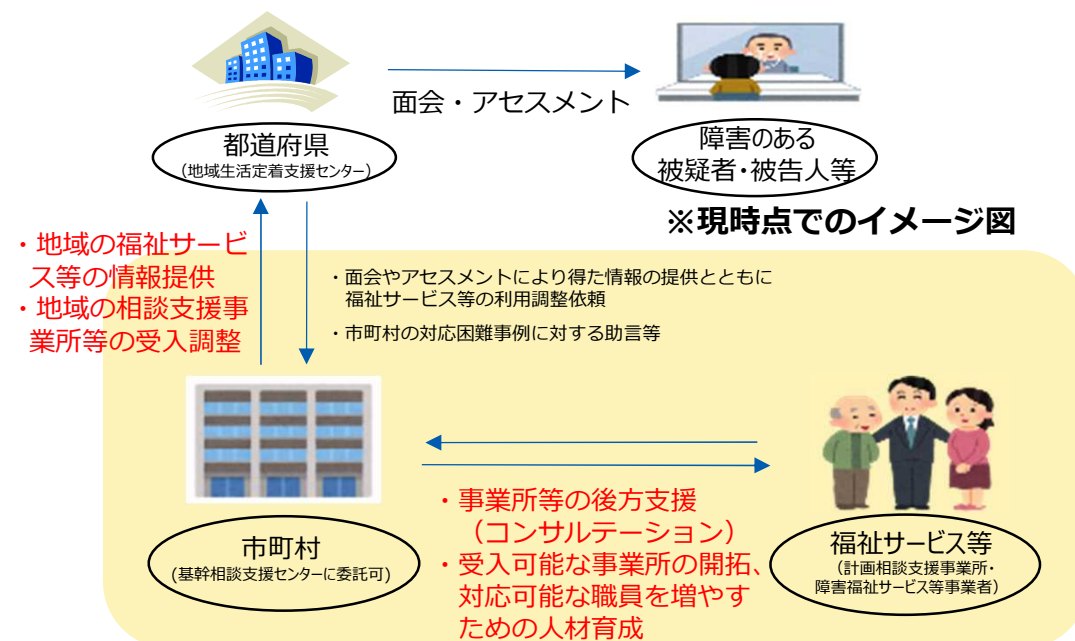 面会・アセスメント
都道府県
(地域生活定着支援センター)
障害のある
被疑者・被告人等
※現時点でのイメージ図
・地域の福祉サービ
ス等の情報提供
・地域の相談支援事
業所等の受入調整
・面会やアセスメントにより得た情報の提供とともに
福祉サービス等の利用調整依頼
・市町村の対応困難事例に対する助言等
市町村
(基幹相談支援センターに委託可)
・事業所等の後方支援
(コンサルテーション)
・受入可能な事業所の開拓、
対応可能な職員を増やす
ための人材育成
福祉サービス等
(計画相談支援事業所・
障害福祉サービス等事業者)